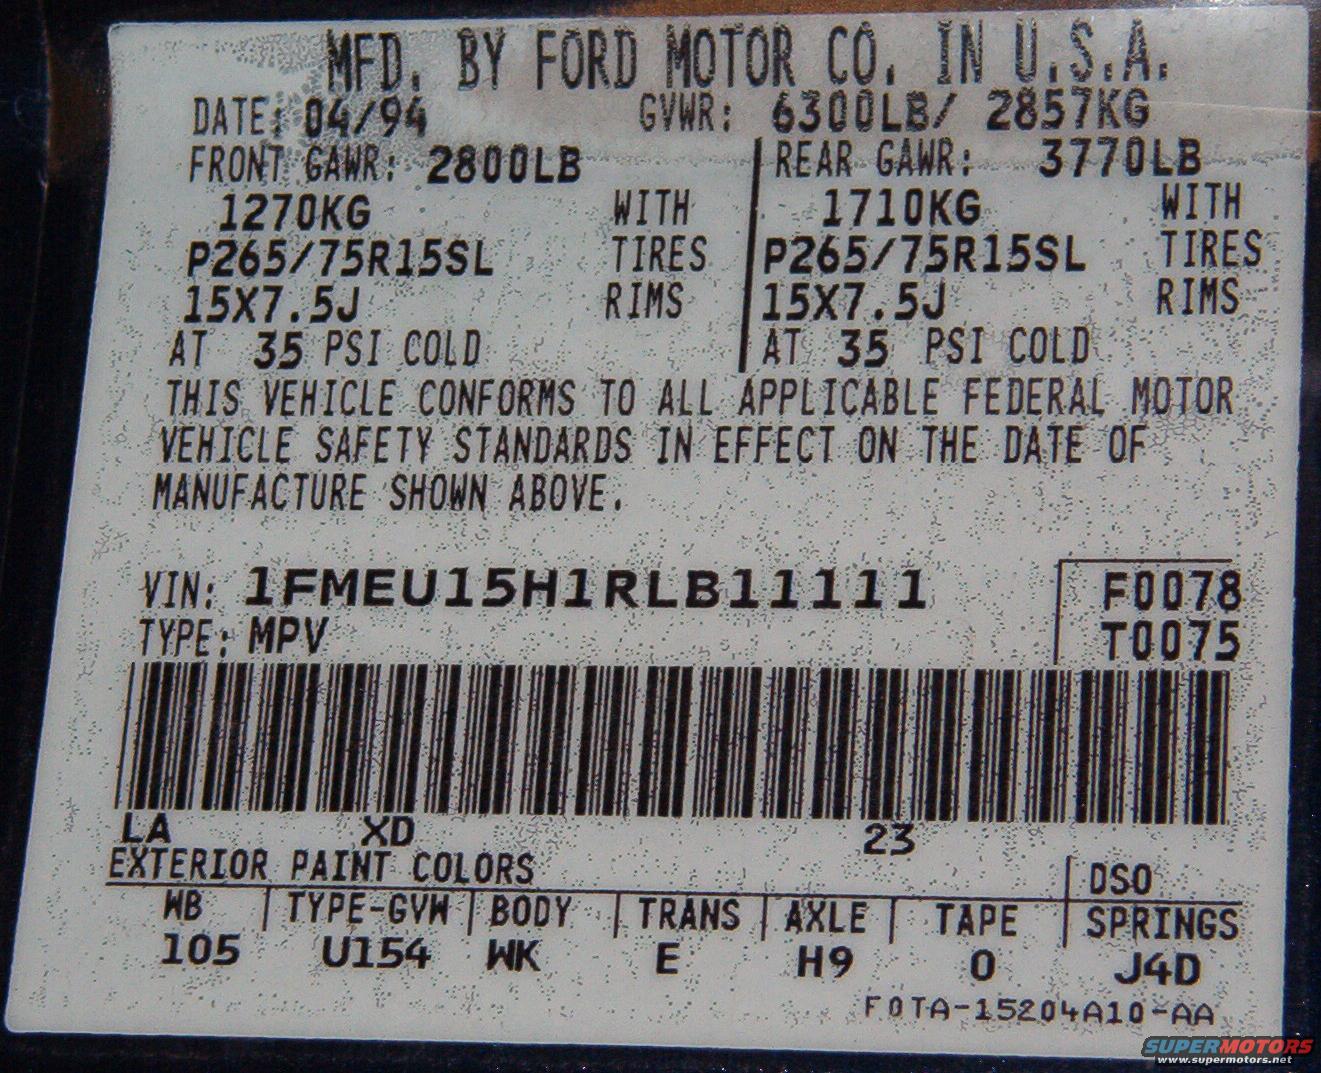 MFD. BY FORD MOTOR CO. IN U.S.A.
DATE: 04/94 GVWR: 6300LB/ 2857KG
FRONT GAWR: 2800LB REAR GAWR: 3770LB
1270KG WITH 1710KG WITH
P265/75R15SL TIRES P265/75R15SL TIRES
15X7.5J RIMS 15X7.5J RIMS
AT 35 PSI COLD AT 35 PSI COLD
THIS VEHICLE CONFORMS TO ALL APPLICABLE FEDERAL MOTOR
VEHICLE SAFETY STANDARDS IN EFFECT ON THE DATE OF
MANUFACTURE SHOWN ABOVE.
VIN: 1FMEU15H1RLB11111 F0078
TYPE: MPV T0075
LA XD 23
EXTERIOR PAINT COLORS DSO
WB TYPE-GVW BODY TRANS AXLE TAPE SPRINGS
105 U154 WK E H9 0 J4D
F0TA-15204A10-AA
SUPERMOTORS
www.supermotors.net